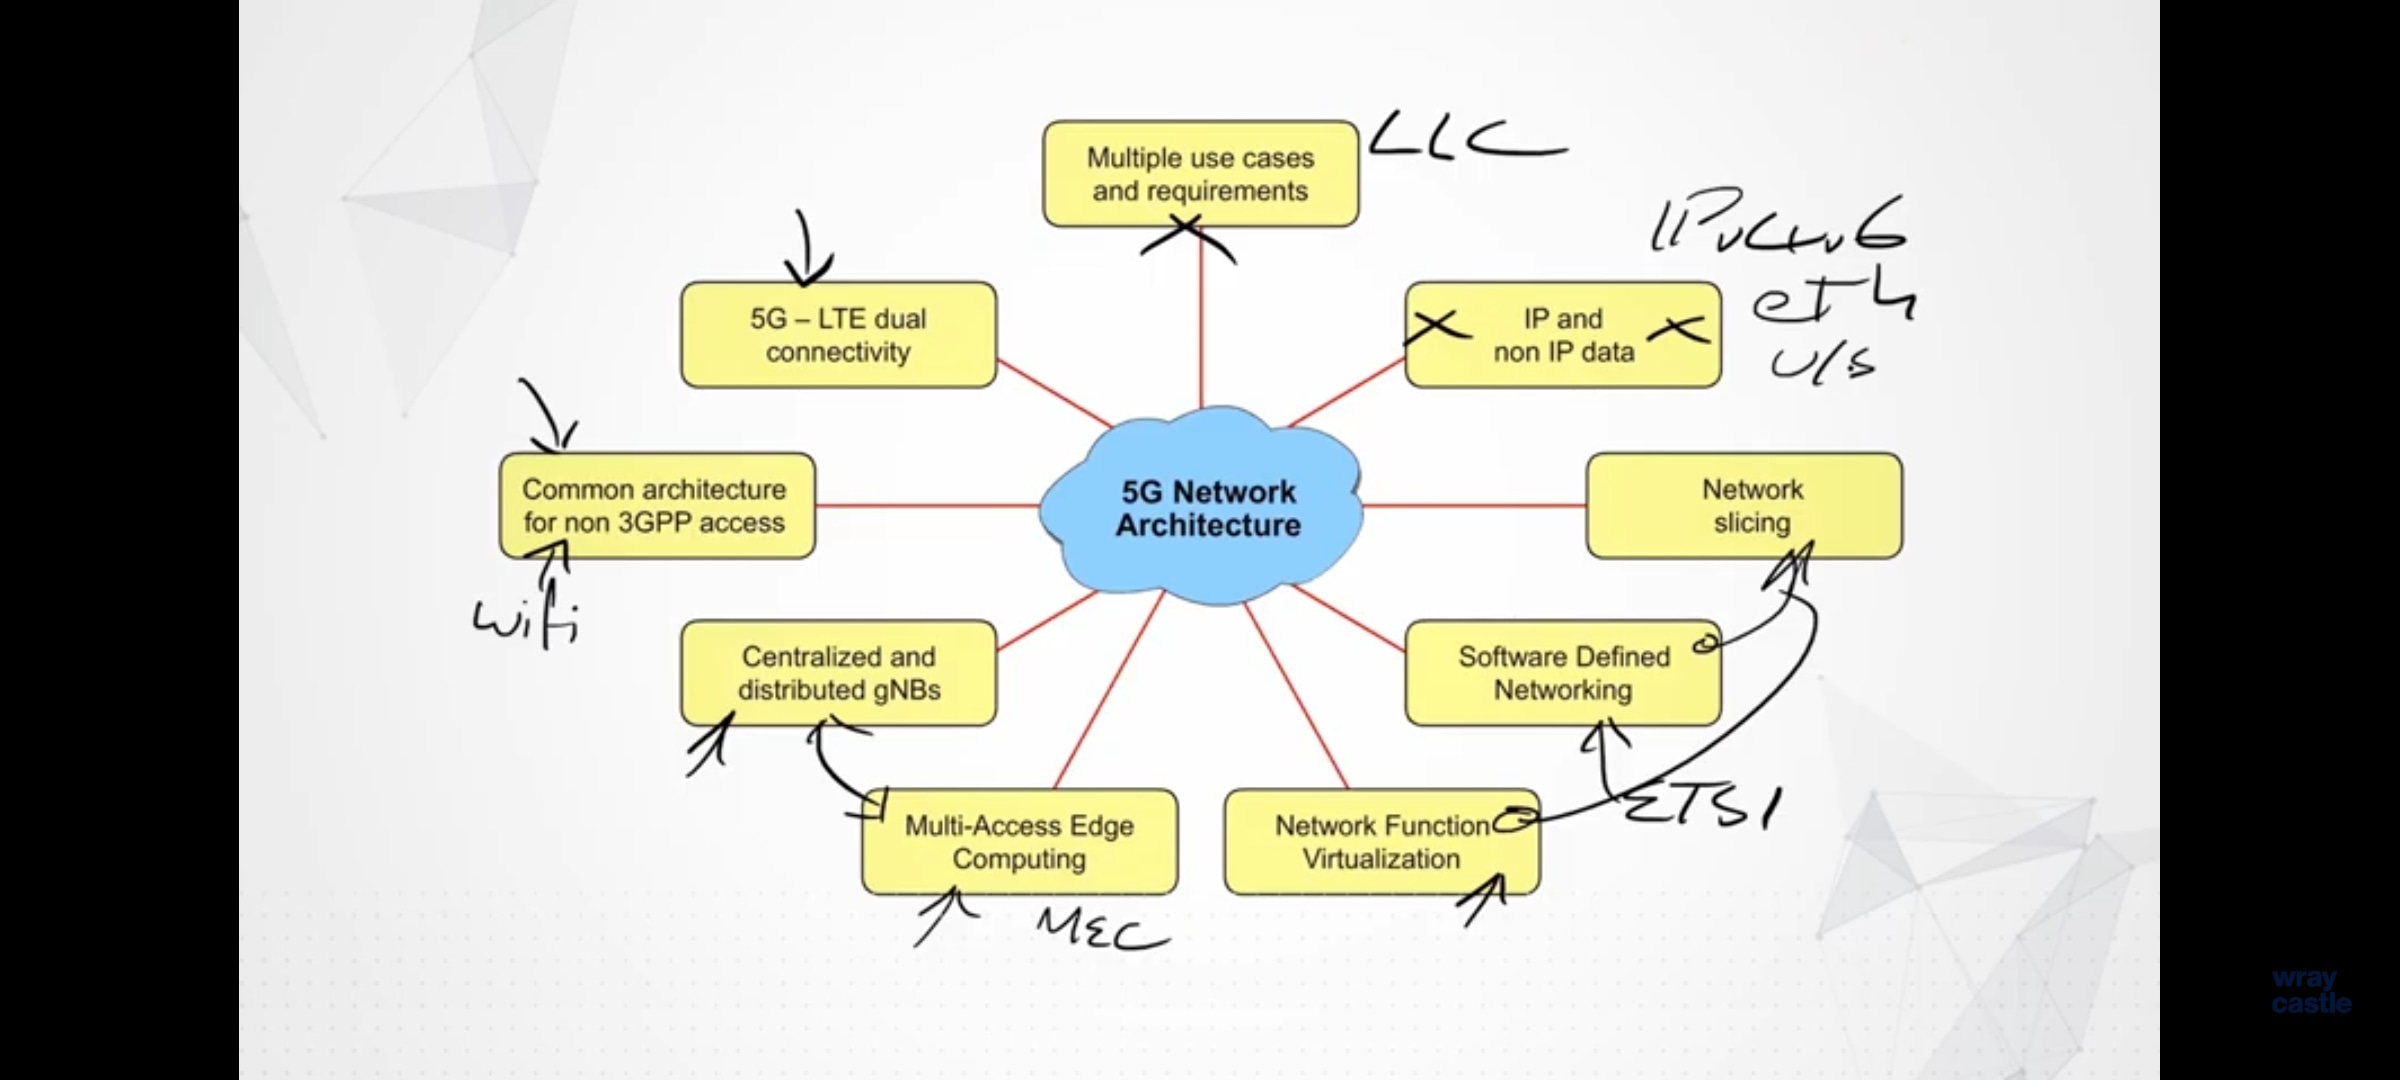 Multiple use cases
and requirements
LLC
5G – LTE dual
connectivity
IP and
non IP data
IPv4+v6
eTh
U/S
Common architecture
for non 3GPP access
wifi
5G Network
Architecture
Network
slicing
Centralized and
distributed gNBs
Software Defined
Networking
Multi-Access Edge
Computing
MEC
Network Function
Virtualization
ETSI
wray
castle